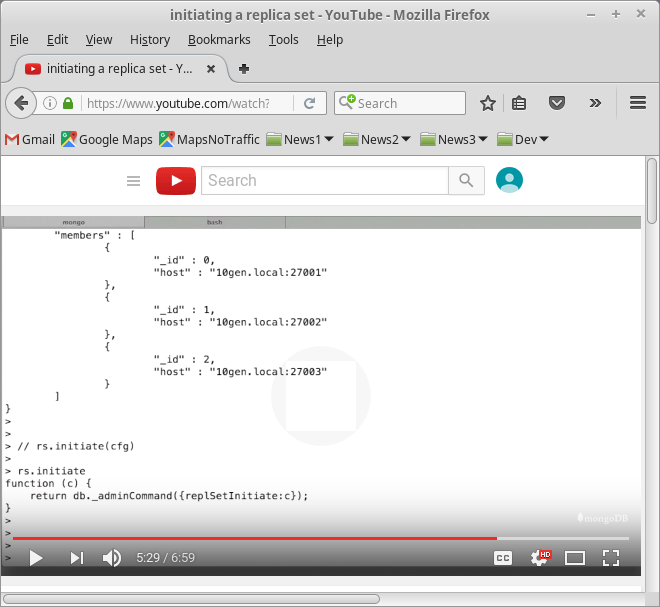 initiating a replica set - YouTube - Mozilla Firefox
File Edit View History Bookmarks Tools Help
initiating a replica set - Y...
https://www.youtube.com/watch?
Search
Gmail Google Maps MapsNoTraffic News1 News2 News3 Dev
Search
mongo bash
"members" : [
{
"_id" : 0,
"host" : "10gen.local:27001"
},
{
"_id" : 1,
"host" : "10gen.local:27002"
},
{
"_id" : 2,
"host" : "10gen.local:27003"
}
]
}
>
>
> // rs.initiate(cfg)
>
> rs.initiate
function (c) {
return db._adminCommand({replSetInitiate:c});
}
>
>
>
>
mongoDB
5:29 / 6:59
CC
HD